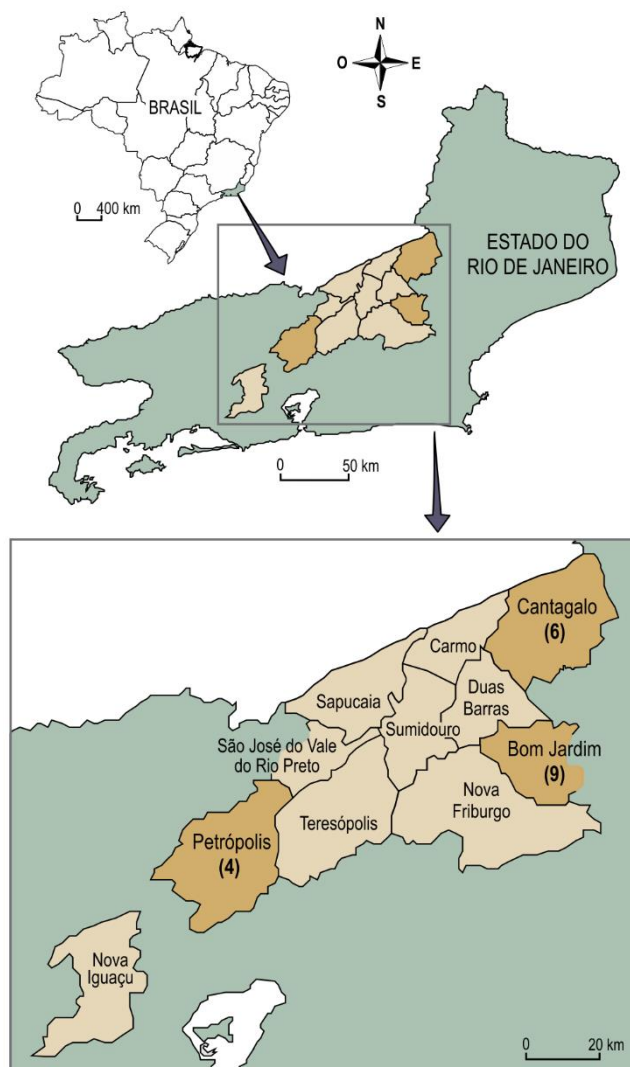 N
O
E
S
BRASIL
0 400 km
ESTADO DO
RIO DE JANEIRO
0 50 km
Cantagalo
(6)
Carmo
Duas
Barras
Sapucaia
Sumidouro
São José do Vale
do Rio Preto
Bom Jardim
(9)
Nova
Friburgo
Teresópolis
Petrópolis
(4)
Nova
Iguaçu
0 20 km